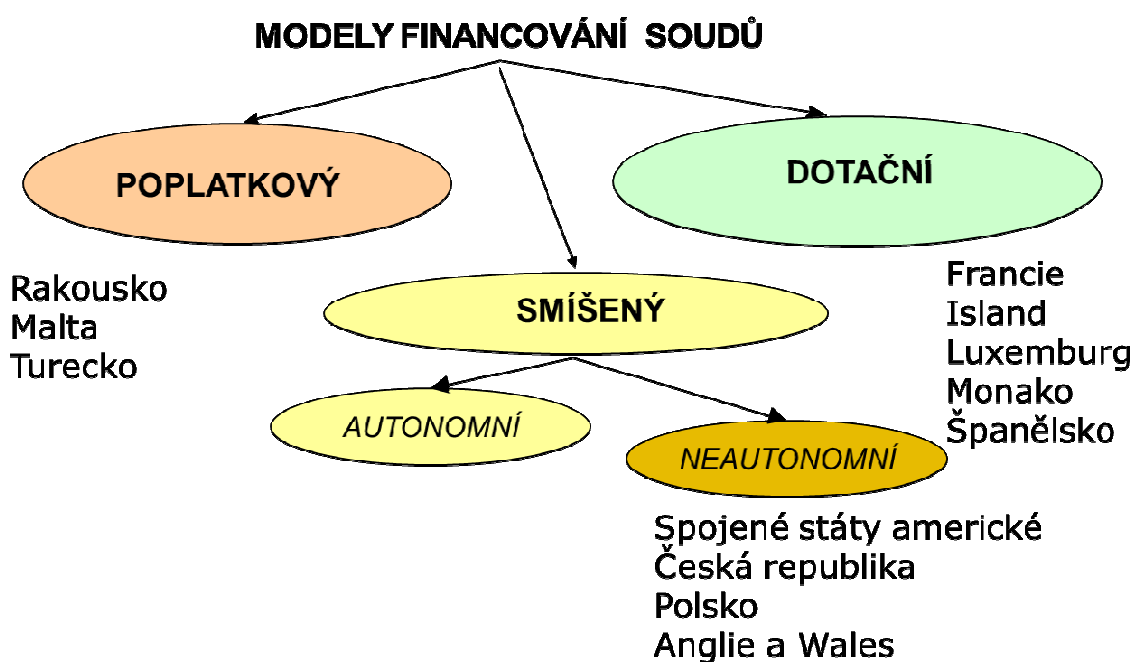 MODELY FINANCOVÁNÍ SOUDŮ
POPLATKOVÝ
DOTAČNÍ
Rakousko
Malta
Turecko
SMÍŠENÝ
Francie
Island
Luxemburg
Monako
Španělsko
AUTONOMNÍ
NEAUTONOMNÍ
Spojené státy americké
Česká republika
Polsko
Anglie a Wales